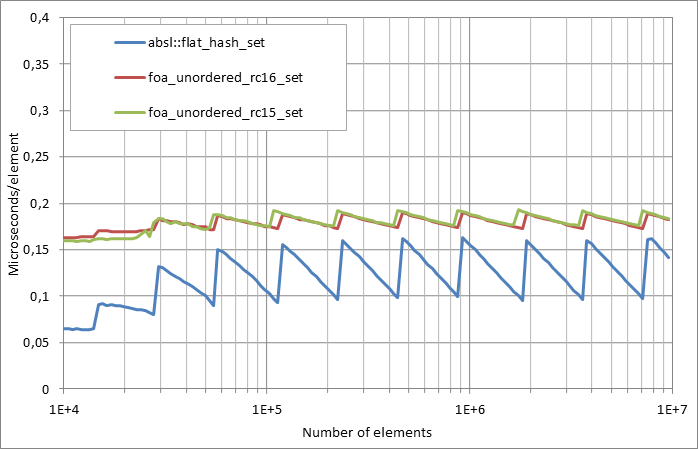 0,4
0,35
0,3
0,25
0,2
0,15
0,1
0,05
0
Microseconds/element
absl::flat_hash_set
foa_unordered_rc16_set
foa_unordered_rc15_set
1E+4
1E+5
1E+6
1E+7
Number of elements